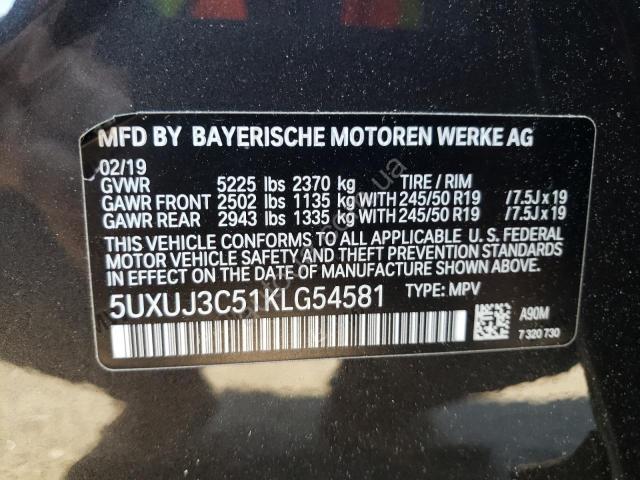 MFD BY BAYERISCHE MOTOREN WERKE AG
02/19
GVWR 5225 lbs 2370 kg TIRE / RIM
GAWR FRONT 2502 lbs 1135 kg WITH 245/50 R19 /7.5J x 19
GAWR REAR 2943 lbs 1335 kg WITH 245/50 R19 /7.5J x 19
THIS VEHICLE CONFORMS TO ALL APPLICABLE U. S. FEDERAL
MOTOR VEHICLE SAFETY AND THEFT PREVENTION STANDARDS
IN EFFECT ON THE DATE OF MANUFACTURE SHOWN ABOVE.
5UXUJ3C51KLG54581 TYPE: MPV
A90M
7 320 730